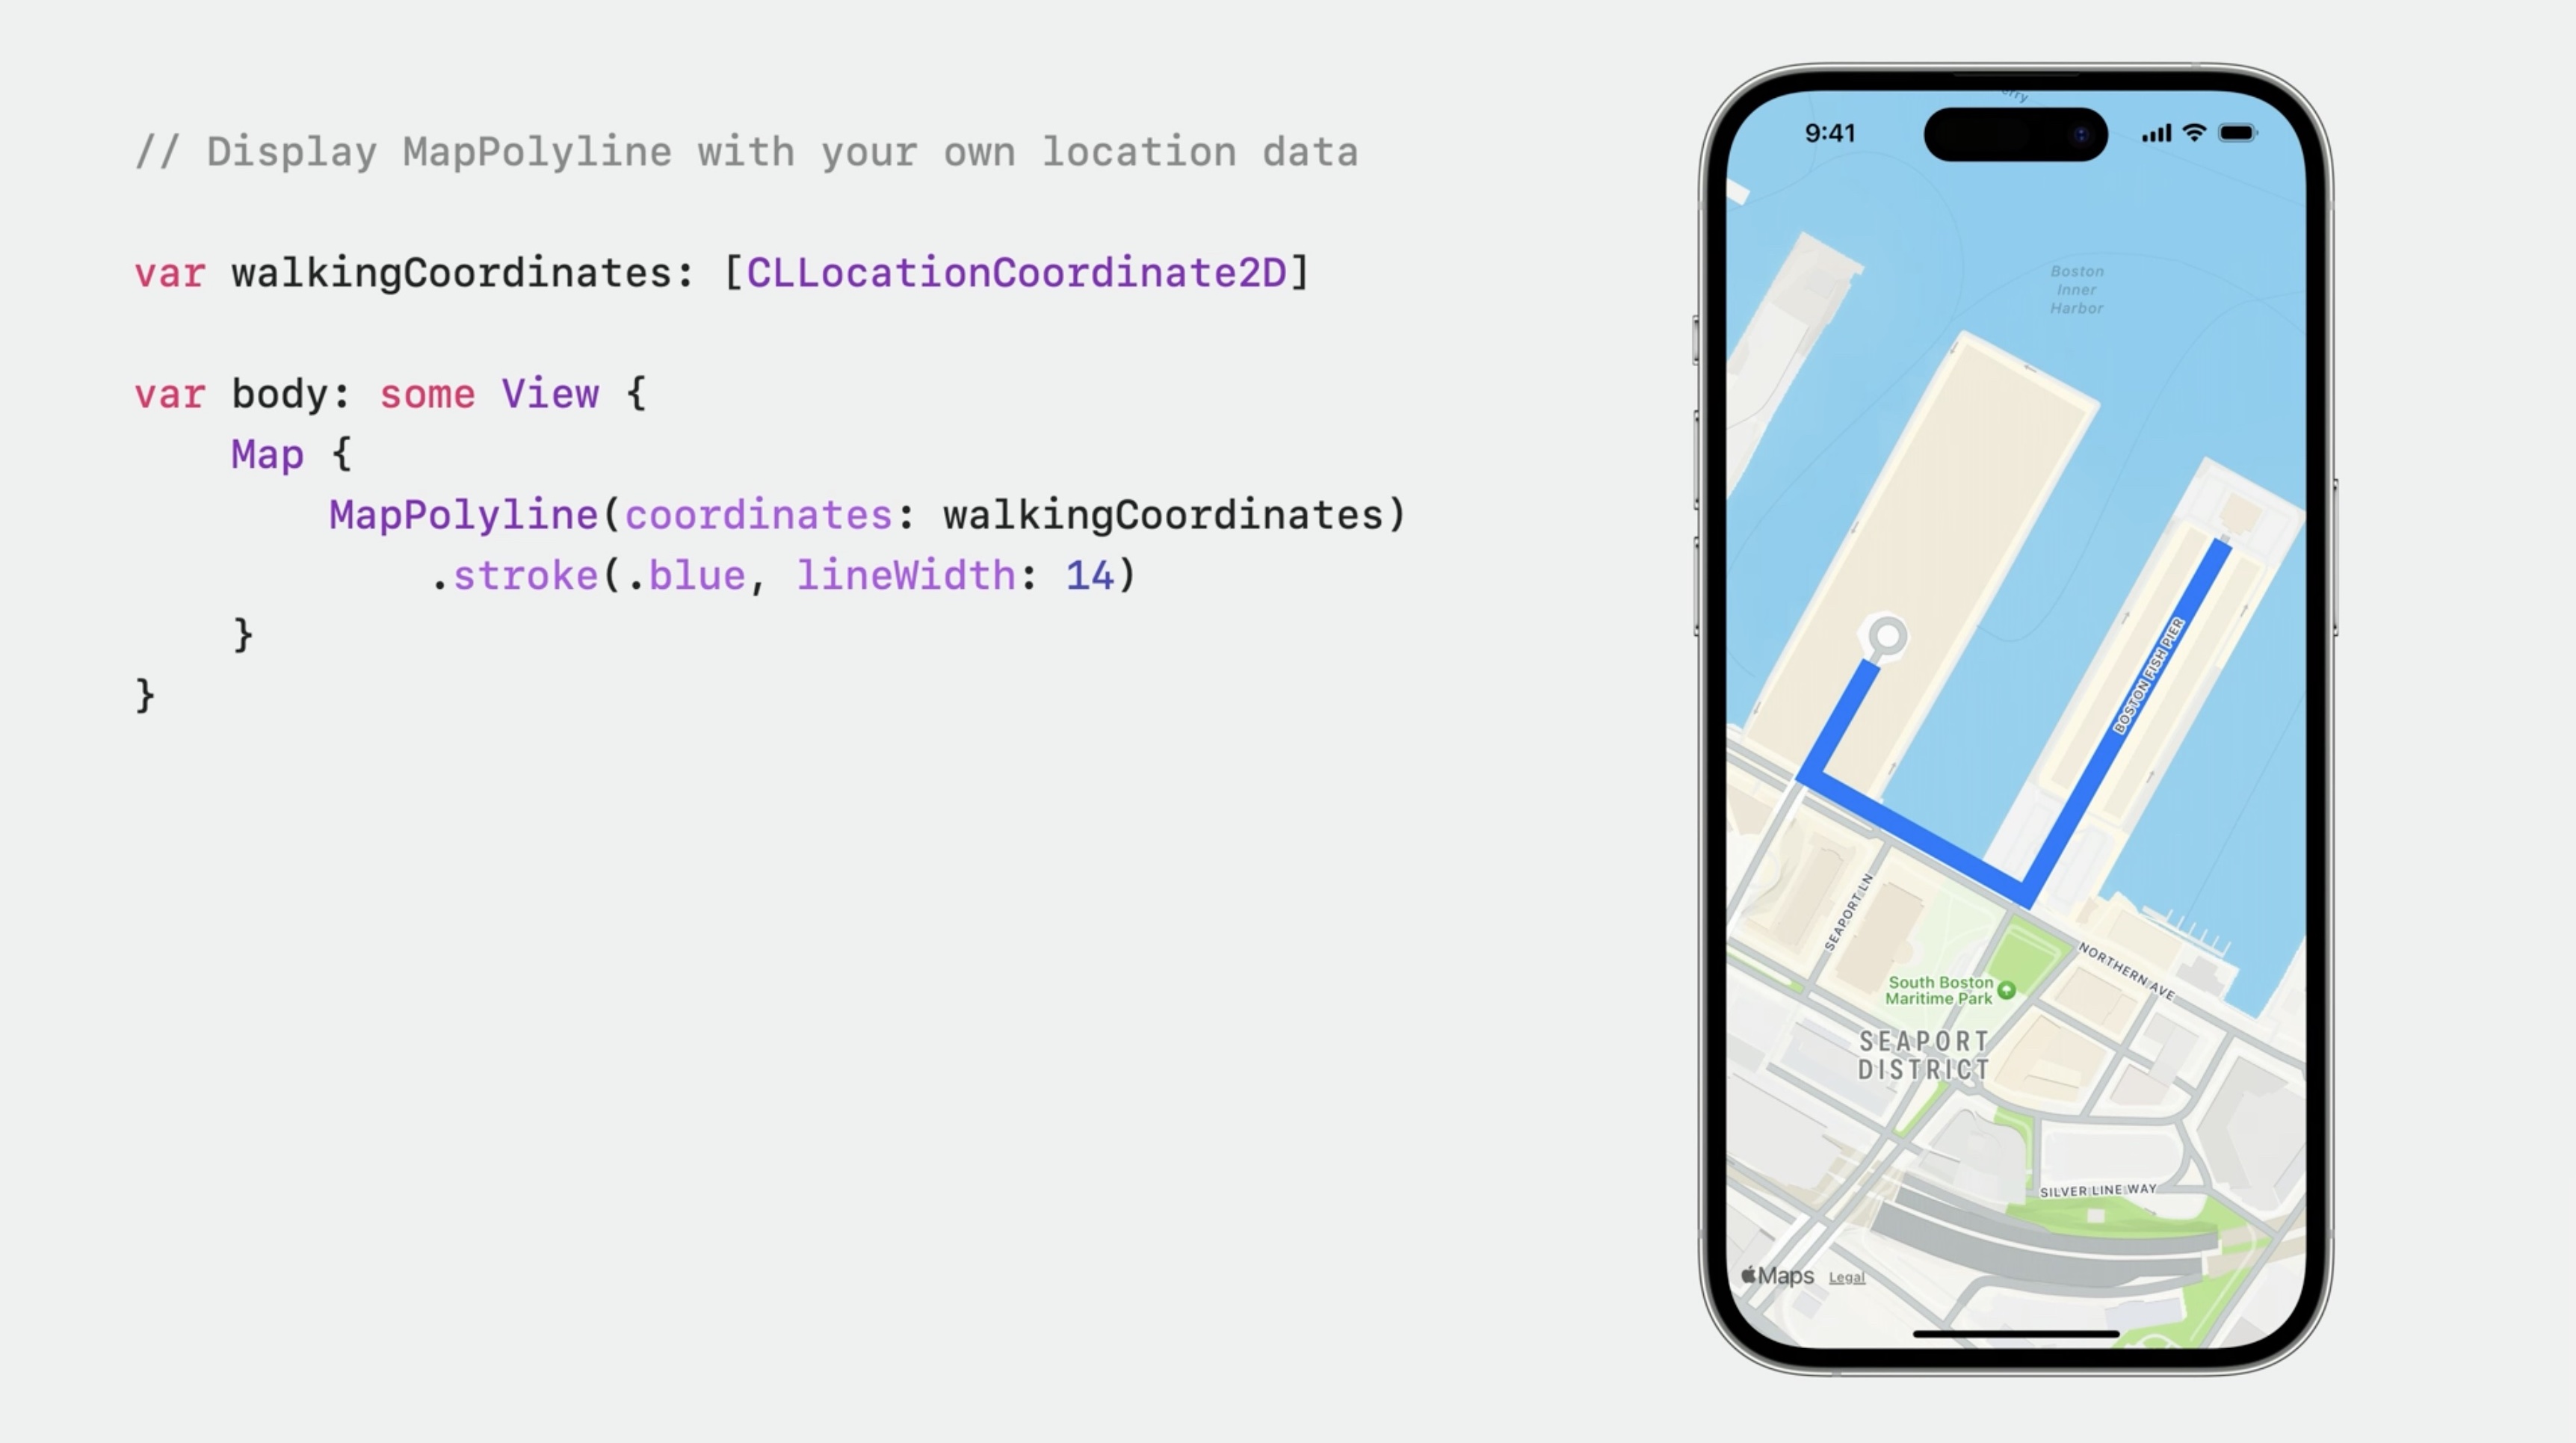 // Display MapPolyline with your own location data
var walkingCoordinates: [CLLocationCoordinate2D]
var body: some View {
Map {
MapPolyline(coordinates: walkingCoordinates)
.stroke(.blue, lineWidth: 14)
}
}
9:41
Boston
Inner
Harbor
BOSTON FISH PIER
SEAPORT LN
NORTHERN AVE
South Boston
Maritime Park
SEAPORT
DISTRICT
SILVER LINE WAY
Maps Legal